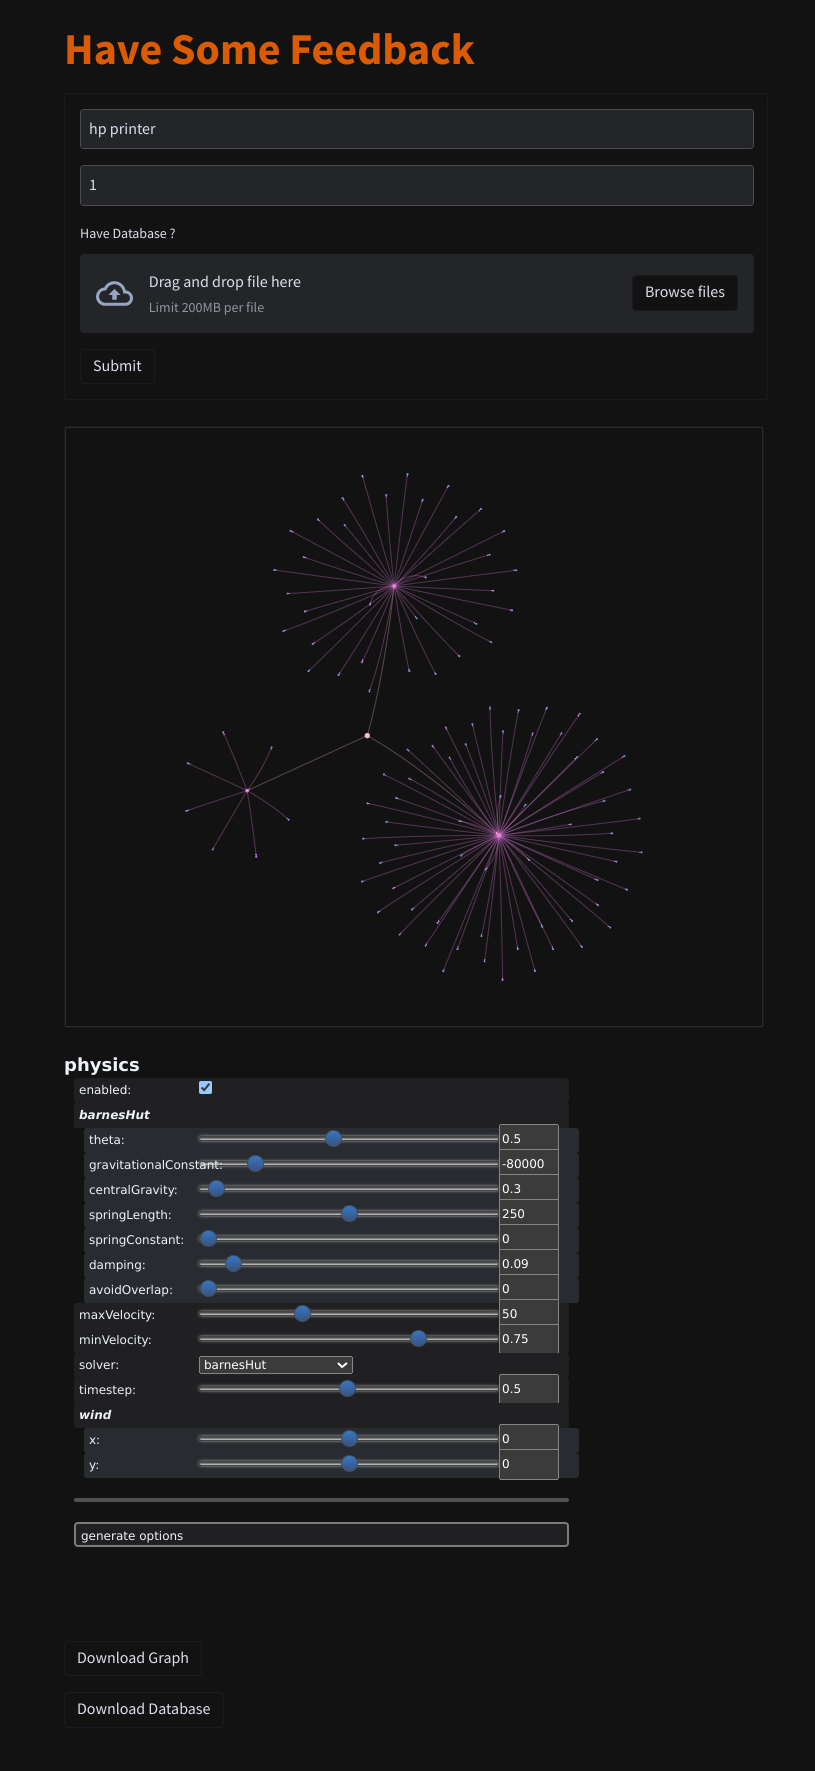 Have Some Feedback
hp printer
1
Have Database ?
Drag and drop file here
Limit 200MB per file
Browse files
Submit
physics
enabled:
barnesHut
theta: 0.5
gravitationalConstant: -80000
centralGravity: 0.3
springLength: 250
springConstant: 0
damping: 0.09
avoidOverlap: 0
maxVelocity: 50
minVelocity: 0.75
solver: barnesHut
timestep: 0.5
wind
x: 0
y: 0
generate options
Download Graph
Download Database